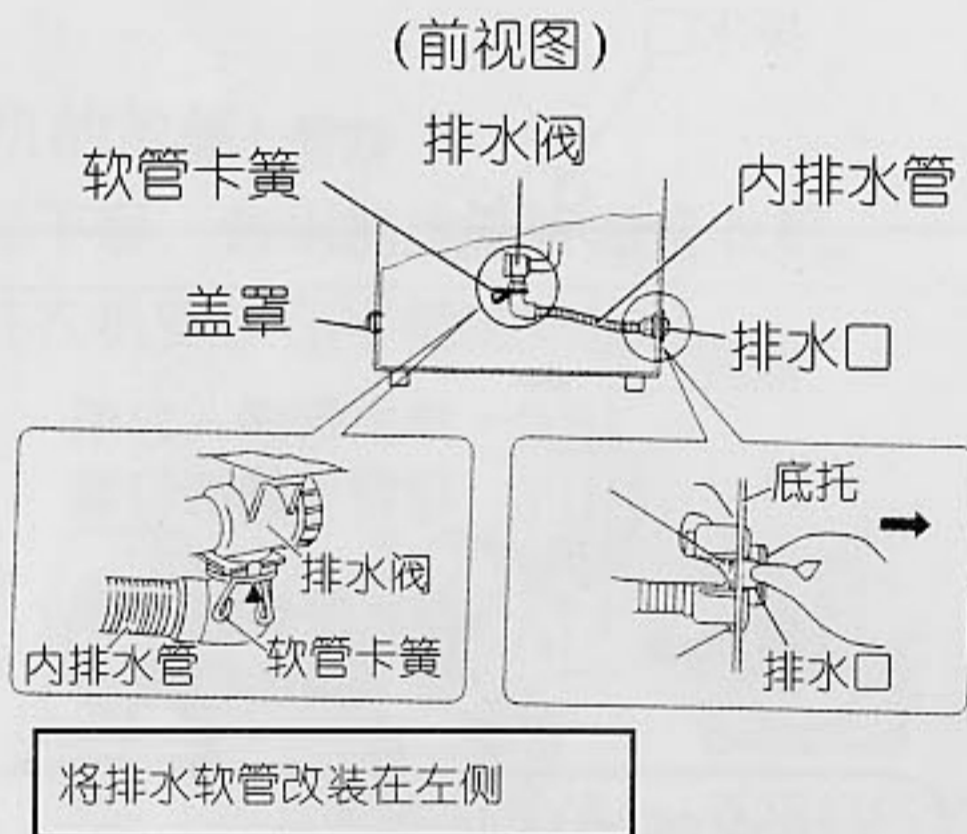 (前视图)
排水阀
软管卡簧
内排水管
盖罩
排水口
底托
排水阀
内排水管
软管卡簧
排水口
将排水软管改装在左侧